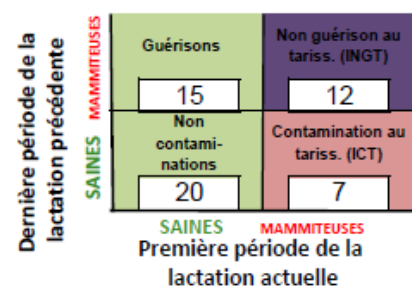 Dernière période de la
lactation précédente
MAMMITEUSES
SAINES
Guérisons
15
Non guérison au
tariss. (INGT)
12
Non
contami-
nations
20
Contamination au
tariss. (ICT)
7
SAINES
MAMMITEUSES
Première période de la
lactation actuelle